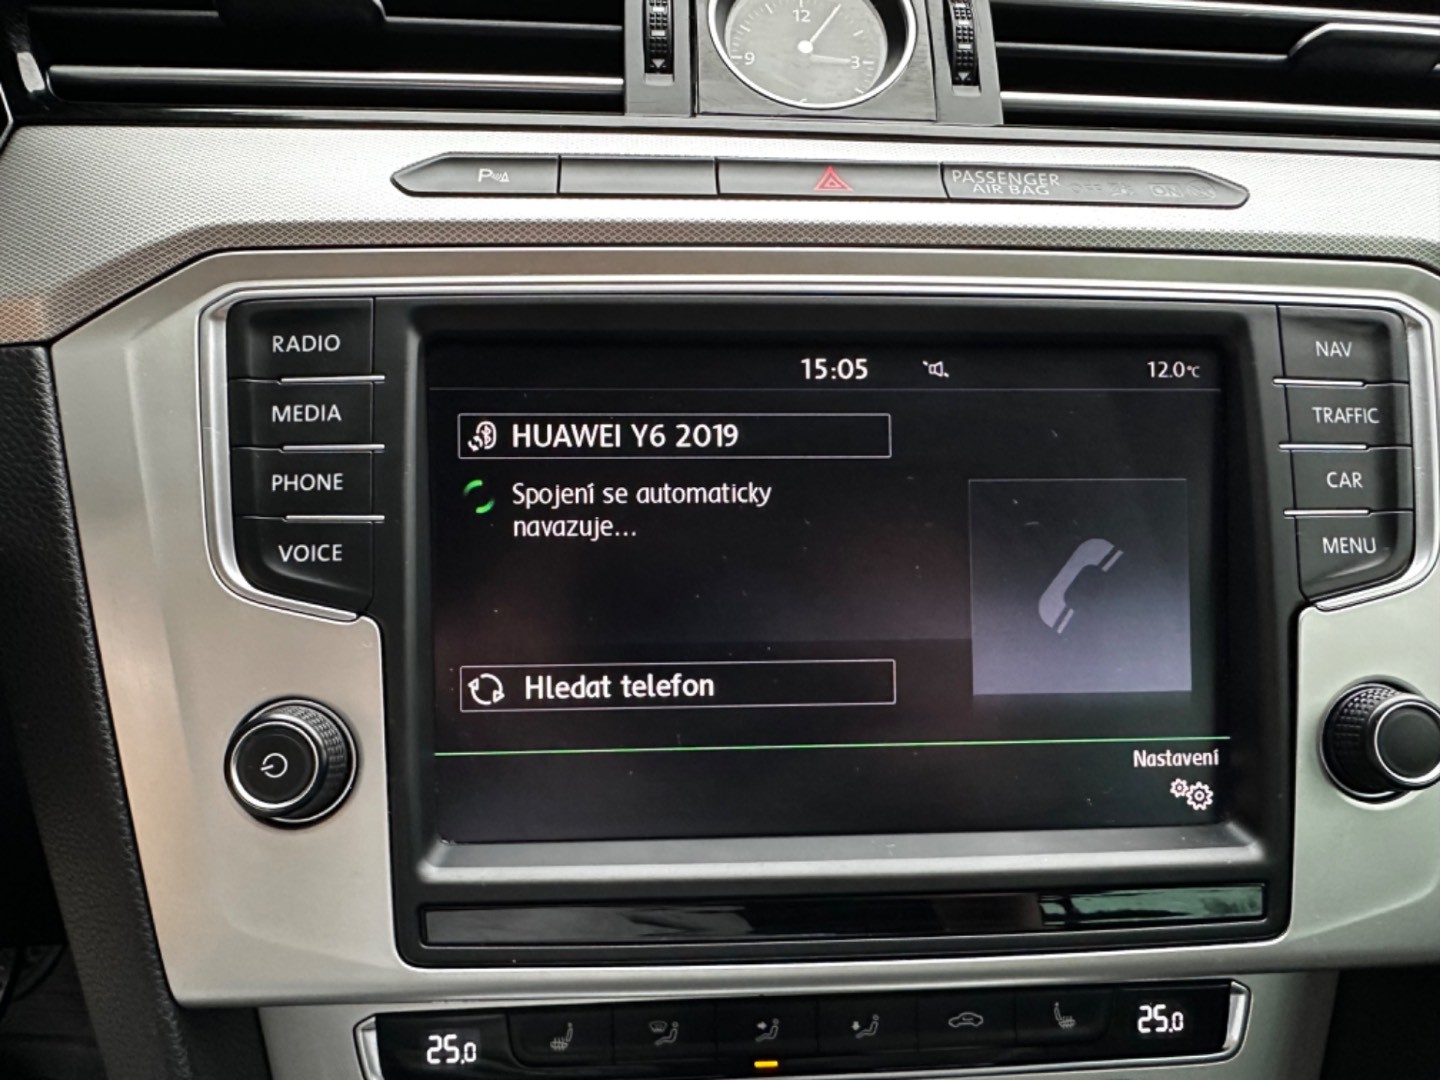 12
9
3
P
PASSENGER
AIR BAG OFF ON
RADIO
MEDIA
PHONE
VOICE
15:05
12.0°C
HUAWEI Y6 2019
Spojení se automaticky
navazuje...
Hledat telefon
Nastavení
NAV
TRAFFIC
CAR
MENU
25.0
25.0